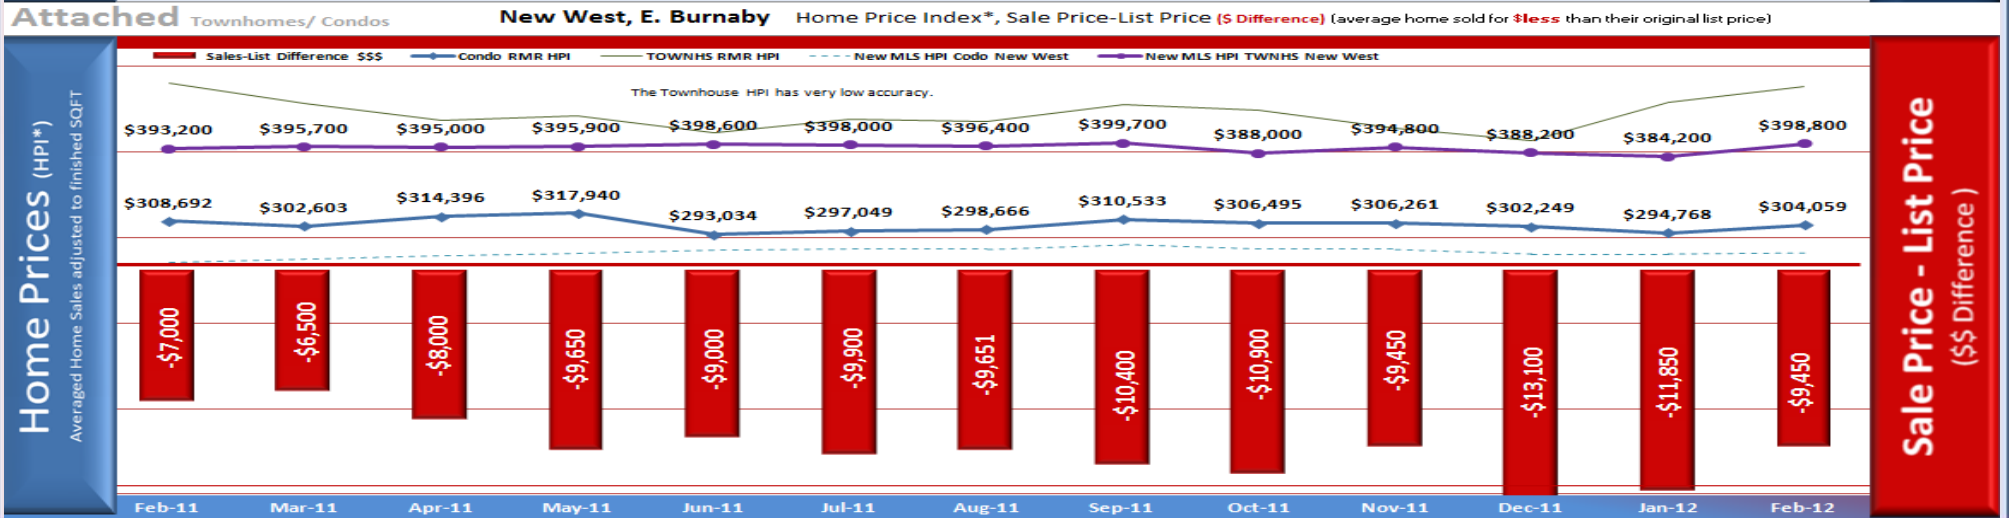 Attached Townhomes/ Condos New West, E. Burnaby Home Price Index*, Sale Price-List Price ($ Difference) (average home sold for $less than their original list price)
Sales-List Difference $$$ Condo RMR HPI TOWNHS RMR HPI New MLS HPI Codo New West New MLS HPI TWNHS New West
The Townhouse HPI has very low accuracy.
Home Prices (HPI*)
Averaged Home Sales adjusted to finished SQFT
$393,200 $395,700 $395,000 $395,900 $398,600 $398,000 $396,400 $399,700 $388,000 $394,800 $388,200 $384,200 $398,800
$308,692 $302,603 $314,396 $317,940 $293,034 $297,049 $298,666 $310,533 $306,495 $306,261 $302,249 $294,768 $304,059
-$7,000 -$6,500 -$8,000 -$9,650 -$9,000 -$9,900 -$9,651 -$10,400 -$10,900 -$9,450 -$13,100 -$11,850 -$9,450
Feb-11 Mar-11 Apr-11 May-11 Jun-11 Jul-11 Aug-11 Sep-11 Oct-11 Nov-11 Dec-11 Jan-12 Feb-12
Sale Price - List Price
($$ Difference )